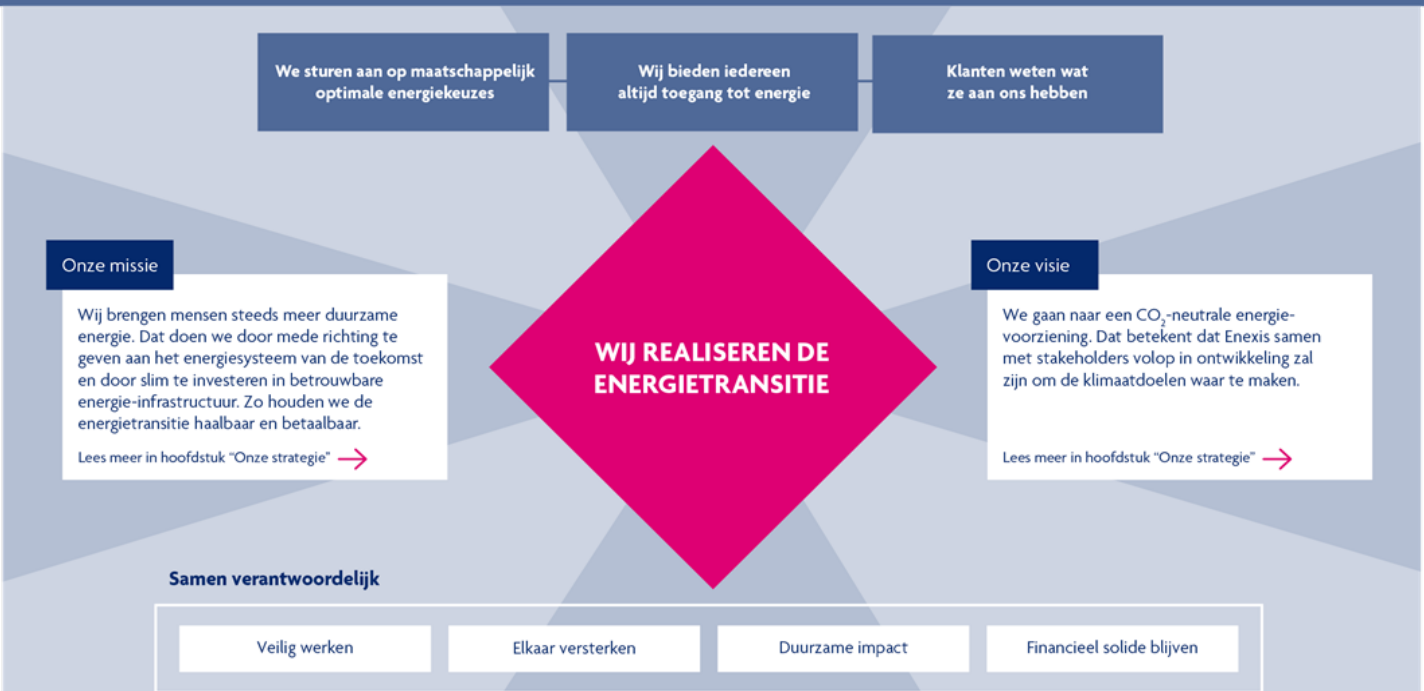 We sturen aan op maatschappelijk
optimale energiekeuzes
Wij bieden iedereen
altijd toegang tot energie
Klanten weten wat
ze aan ons hebben
Onze missie
Wij brengen mensen steeds meer duurzame
energie. Dat doen we door mede richting te
geven aan het energiesysteem van de toekomst
en door slim te investeren in betrouwbare
energie-infrastructuur. Zo houden we de
energietransitie haalbaar en betaalbaar.
Lees meer in hoofdstuk “Onze strategie”
WIJ REALISEREN DE
ENERGIETRANSITIE
Onze visie
We gaan naar een CO₂-neutrale energie-
voorziening. Dat betekent dat Enexis samen
met stakeholders volop in ontwikkeling zal
zijn om de klimaatdoelen waar te maken.
Lees meer in hoofdstuk “Onze strategie”
Samen verantwoordelijk
Veilig werken
Elkaar versterken
Duurzame impact
Financieel solide blijven